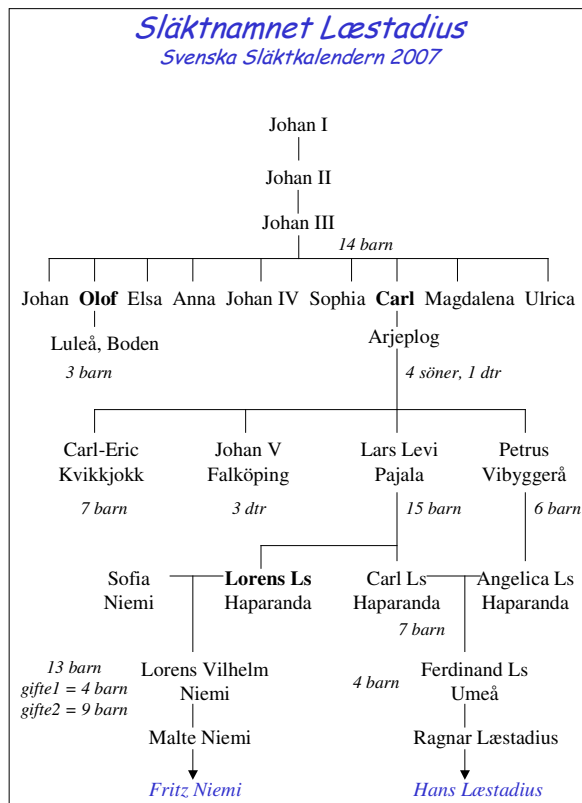 Släktnamnet Læstadius
Svenska Släktkalendern 2007
Johan I
Johan II
Johan III
14 barn
Johan Olof Elsa Anna Johan IV Sophia Carl Magdalena Ulrica
Luleå, Boden
3 barn
Arjeplog
4 söner, 1 dtr
Carl-Eric
Kvikkjokk
7 barn
Johan V
Falköping
3 dtr
Lars Levi
Pajala
15 barn
Petrus
Vibyggerå
6 barn
Sofia
Niemi
Lorens Ls
Haparanda
Carl Ls
Haparanda
Angelica Ls
Haparanda
7 barn
13 barn
gifte1 = 4 barn
gifte2 = 9 barn
Lorens Vilhelm
Niemi
4 barn
Ferdinand Ls
Umeå
Malte Niemi
Ragnar Læstadius
Fritz Niemi
Hans Læstadius